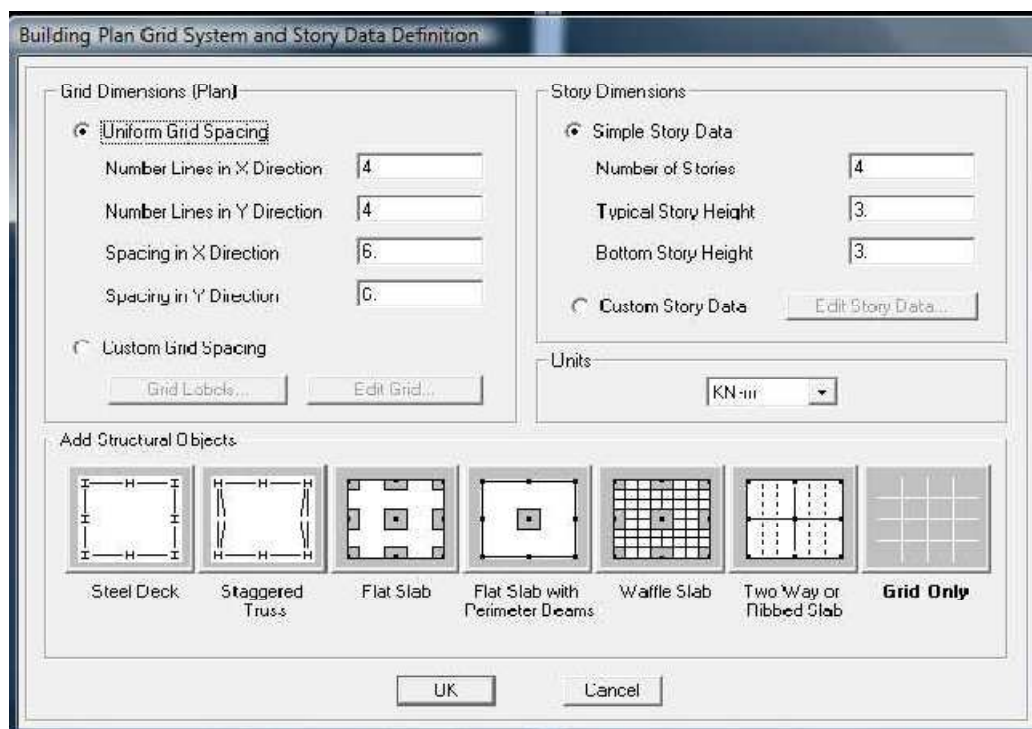 Building Plan Grid System and Story Data Definition
Grid Dimensions (Plan)
Uniform Grid Spacing
Number Lines in X Direction 4
Number Lines in Y Direction 4
Spacing in X Direction 6.
Spacing in Y Direction 6.
Custom Grid Spacing
Grid Labels... Edit Grid...
Story Dimensions
Simple Story Data
Number of Stories 4
Typical Story Height 3.
Bottom Story Height 3.
Custom Story Data Edit Story Data...
Units
KN-m
Add Structural Objects
Steel Deck
Staggered
Truss
Flat Slab
Flat Slab with
Perimeter Beams
Waffle Slab
Two Way or
Ribbed Slab
Grid Only
OK Cancel